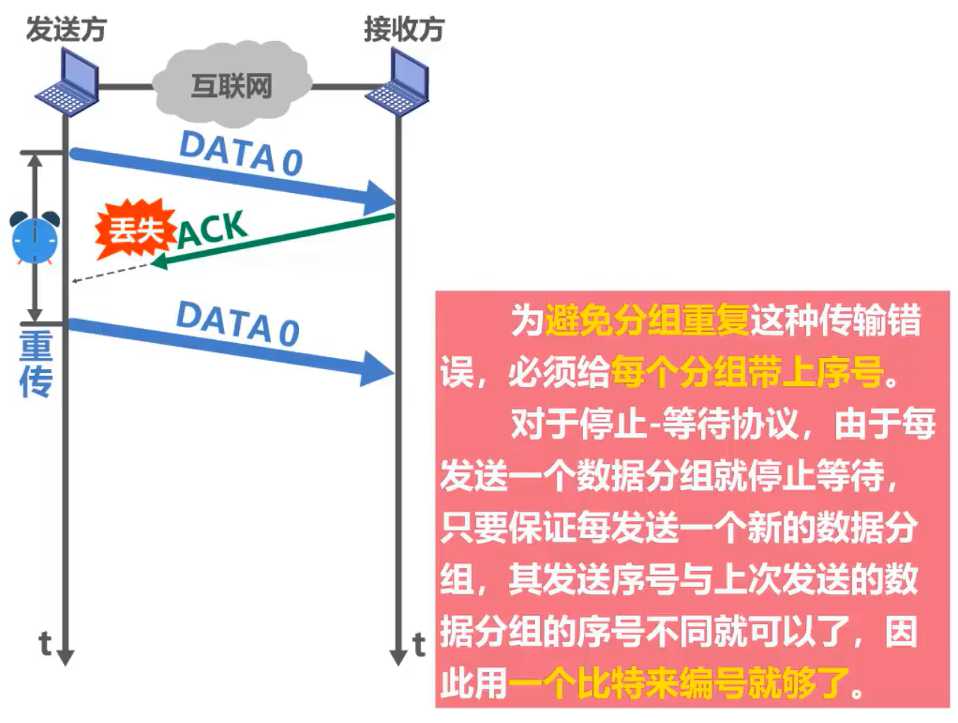 发送方
接收方
互联网
DATA 0
丢失
ACK
DATA 0
重传
t
t
为避免分组重复这种传输错
误，必须给每个分组带上序号。
对于停止-等待协议，由于每
发送一个数据分组就停止等待，
只要保证每发送一个新的数据分
组，其发送序号与上次发送的数
据分组的序号不同就可以了，因
此用一个比特来编号就够了。